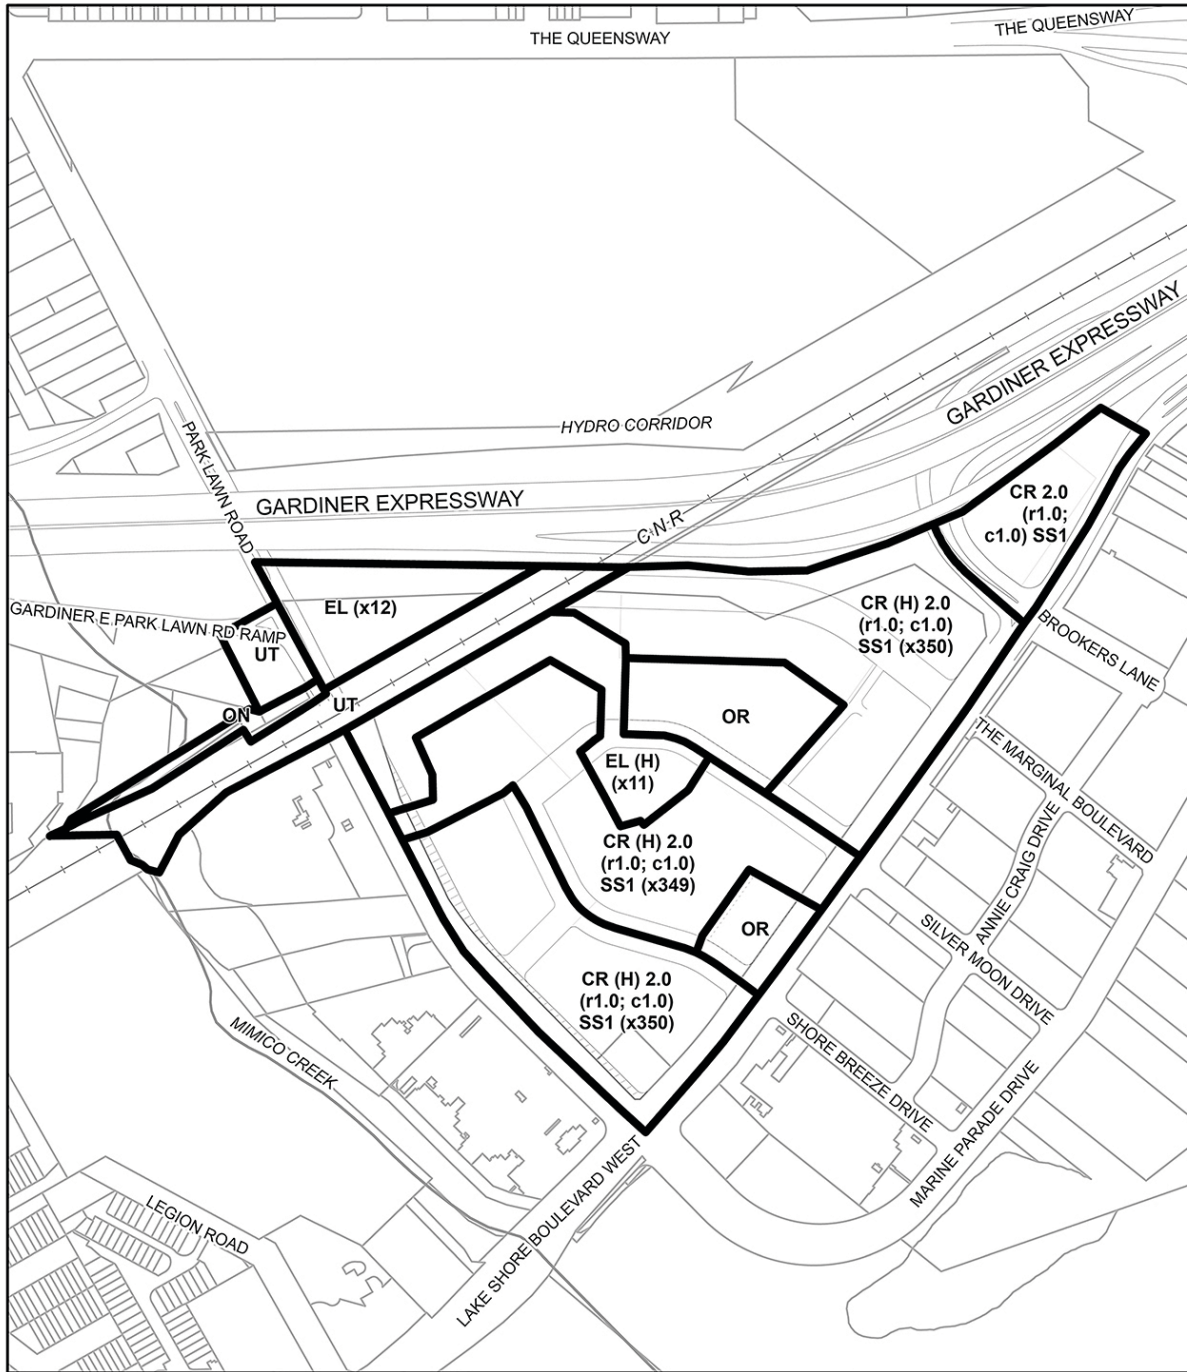 THE QUEENSWAY
THE QUEENSWAY
GARDINER EXPRESSWAY
HYDRO CORRIDOR
PARK LAWN ROAD
GARDINER EXPRESSWAY
C N R
CR 2.0
(r1.0;
c1.0) SS1
EL (x12)
GARDINER E PARK LAWN RD RAMP
UT
CR (H) 2.0
(r1.0; c1.0)
SS1 (x350)
BROOKERS LANE
ON
UT
OR
THE MARGINAL BOULEVARD
EL (H)
(x11)
CR (H) 2.0
(r1.0; c1.0)
SS1 (x349)
ANNIE CRAIG DRIVE
OR
SILVER MOON DRIVE
CR (H) 2.0
(r1.0; c1.0)
SS1 (x350)
MIMICO CREEK
SHORE BREEZE DRIVE
MARINE PARADE DRIVE
LAKE SHORE BOULEVARD WEST
LEGION ROAD